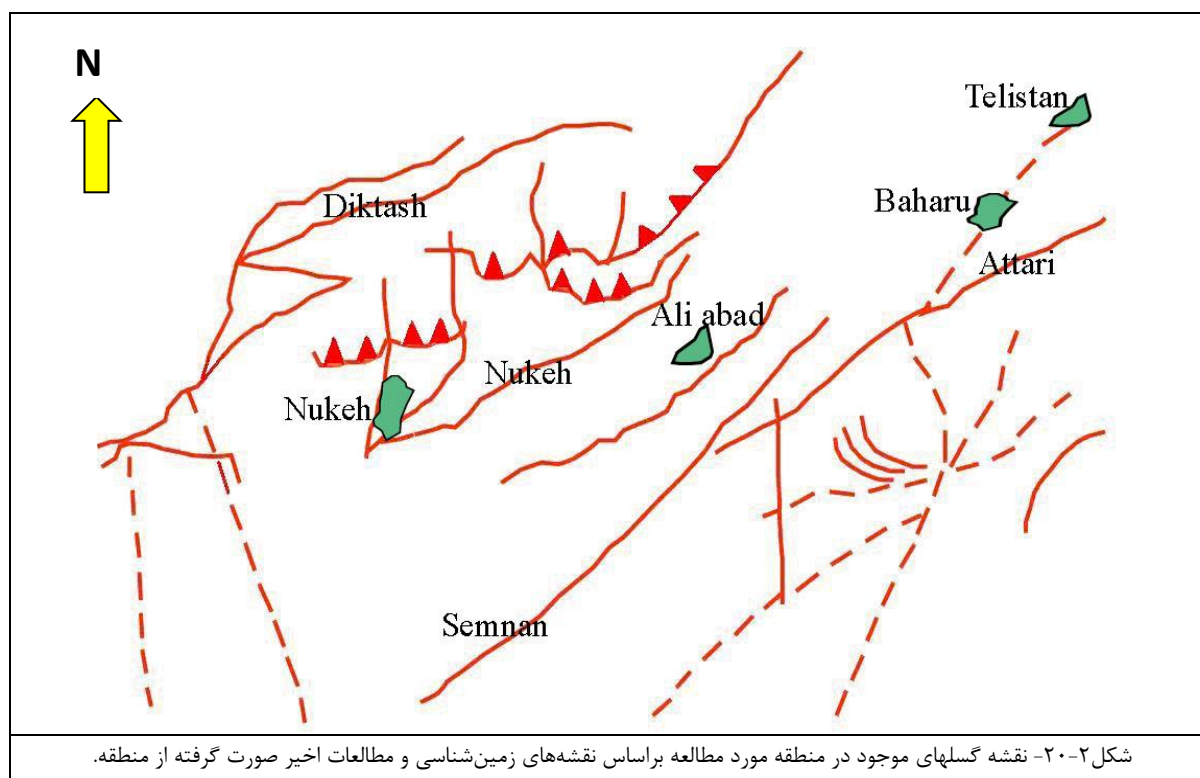 N
Telistan
Baharu
Diktash
Attari
Ali abad
Nukeh
Nukeh
Semnan
شکل۲-۲۰- نقشه گسلهای موجود در منطقه مورد مطالعه براساس نقشه‌های زمین‌شناسی و مطالعات اخیر صورت گرفته از منطقه.